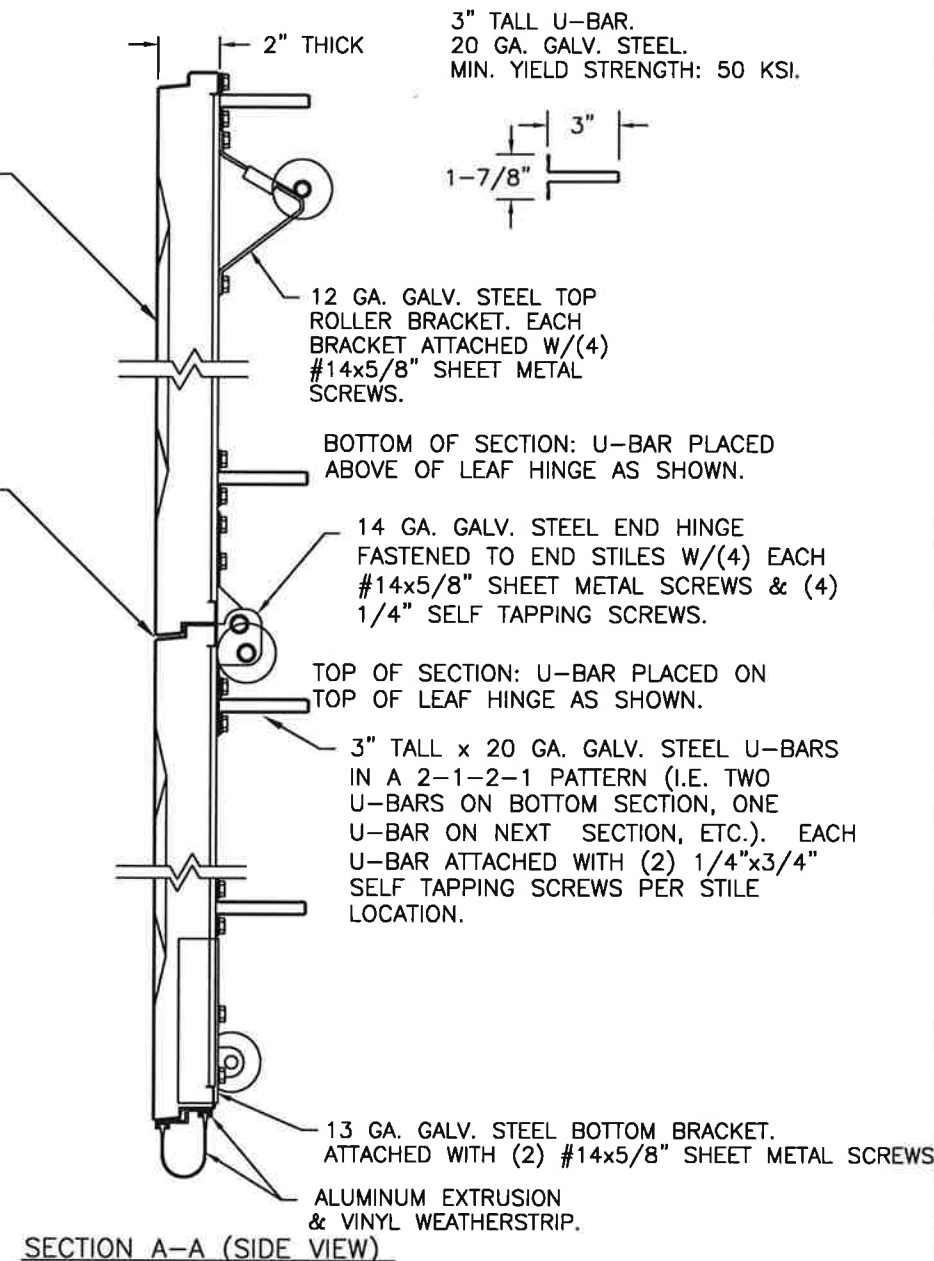 2" THICK
3" TALL U-BAR.
20 GA. GALV. STEEL.
MIN. YIELD STRENGTH: 50 KSI.
3"
1-7/8"
12 GA. GALV. STEEL TOP
ROLLER BRACKET. EACH
BRACKET ATTACHED W/(4)
#14x5/8" SHEET METAL
SCREWS.
BOTTOM OF SECTION: U-BAR PLACED
ABOVE OF LEAF HINGE AS SHOWN.
14 GA. GALV. STEEL END HINGE
FASTENED TO END STILES W/(4) EACH
#14x5/8" SHEET METAL SCREWS & (4)
1/4" SELF TAPPING SCREWS.
TOP OF SECTION: U-BAR PLACED ON
TOP OF LEAF HINGE AS SHOWN.
3" TALL x 20 GA. GALV. STEEL U-BARS
IN A 2-1-2-1 PATTERN (I.E. TWO
U-BARS ON BOTTOM SECTION, ONE
U-BAR ON NEXT SECTION, ETC.). EACH
U-BAR ATTACHED WITH (2) 1/4"x3/4"
SELF TAPPING SCREWS PER STILE
LOCATION.
13 GA. GALV. STEEL BOTTOM BRACKET.
ATTACHED WITH (2) #14x5/8" SHEET METAL SCREWS
ALUMINUM EXTRUSION
& VINYL WEATHERSTRIP.
SECTION A-A (SIDE VIEW)